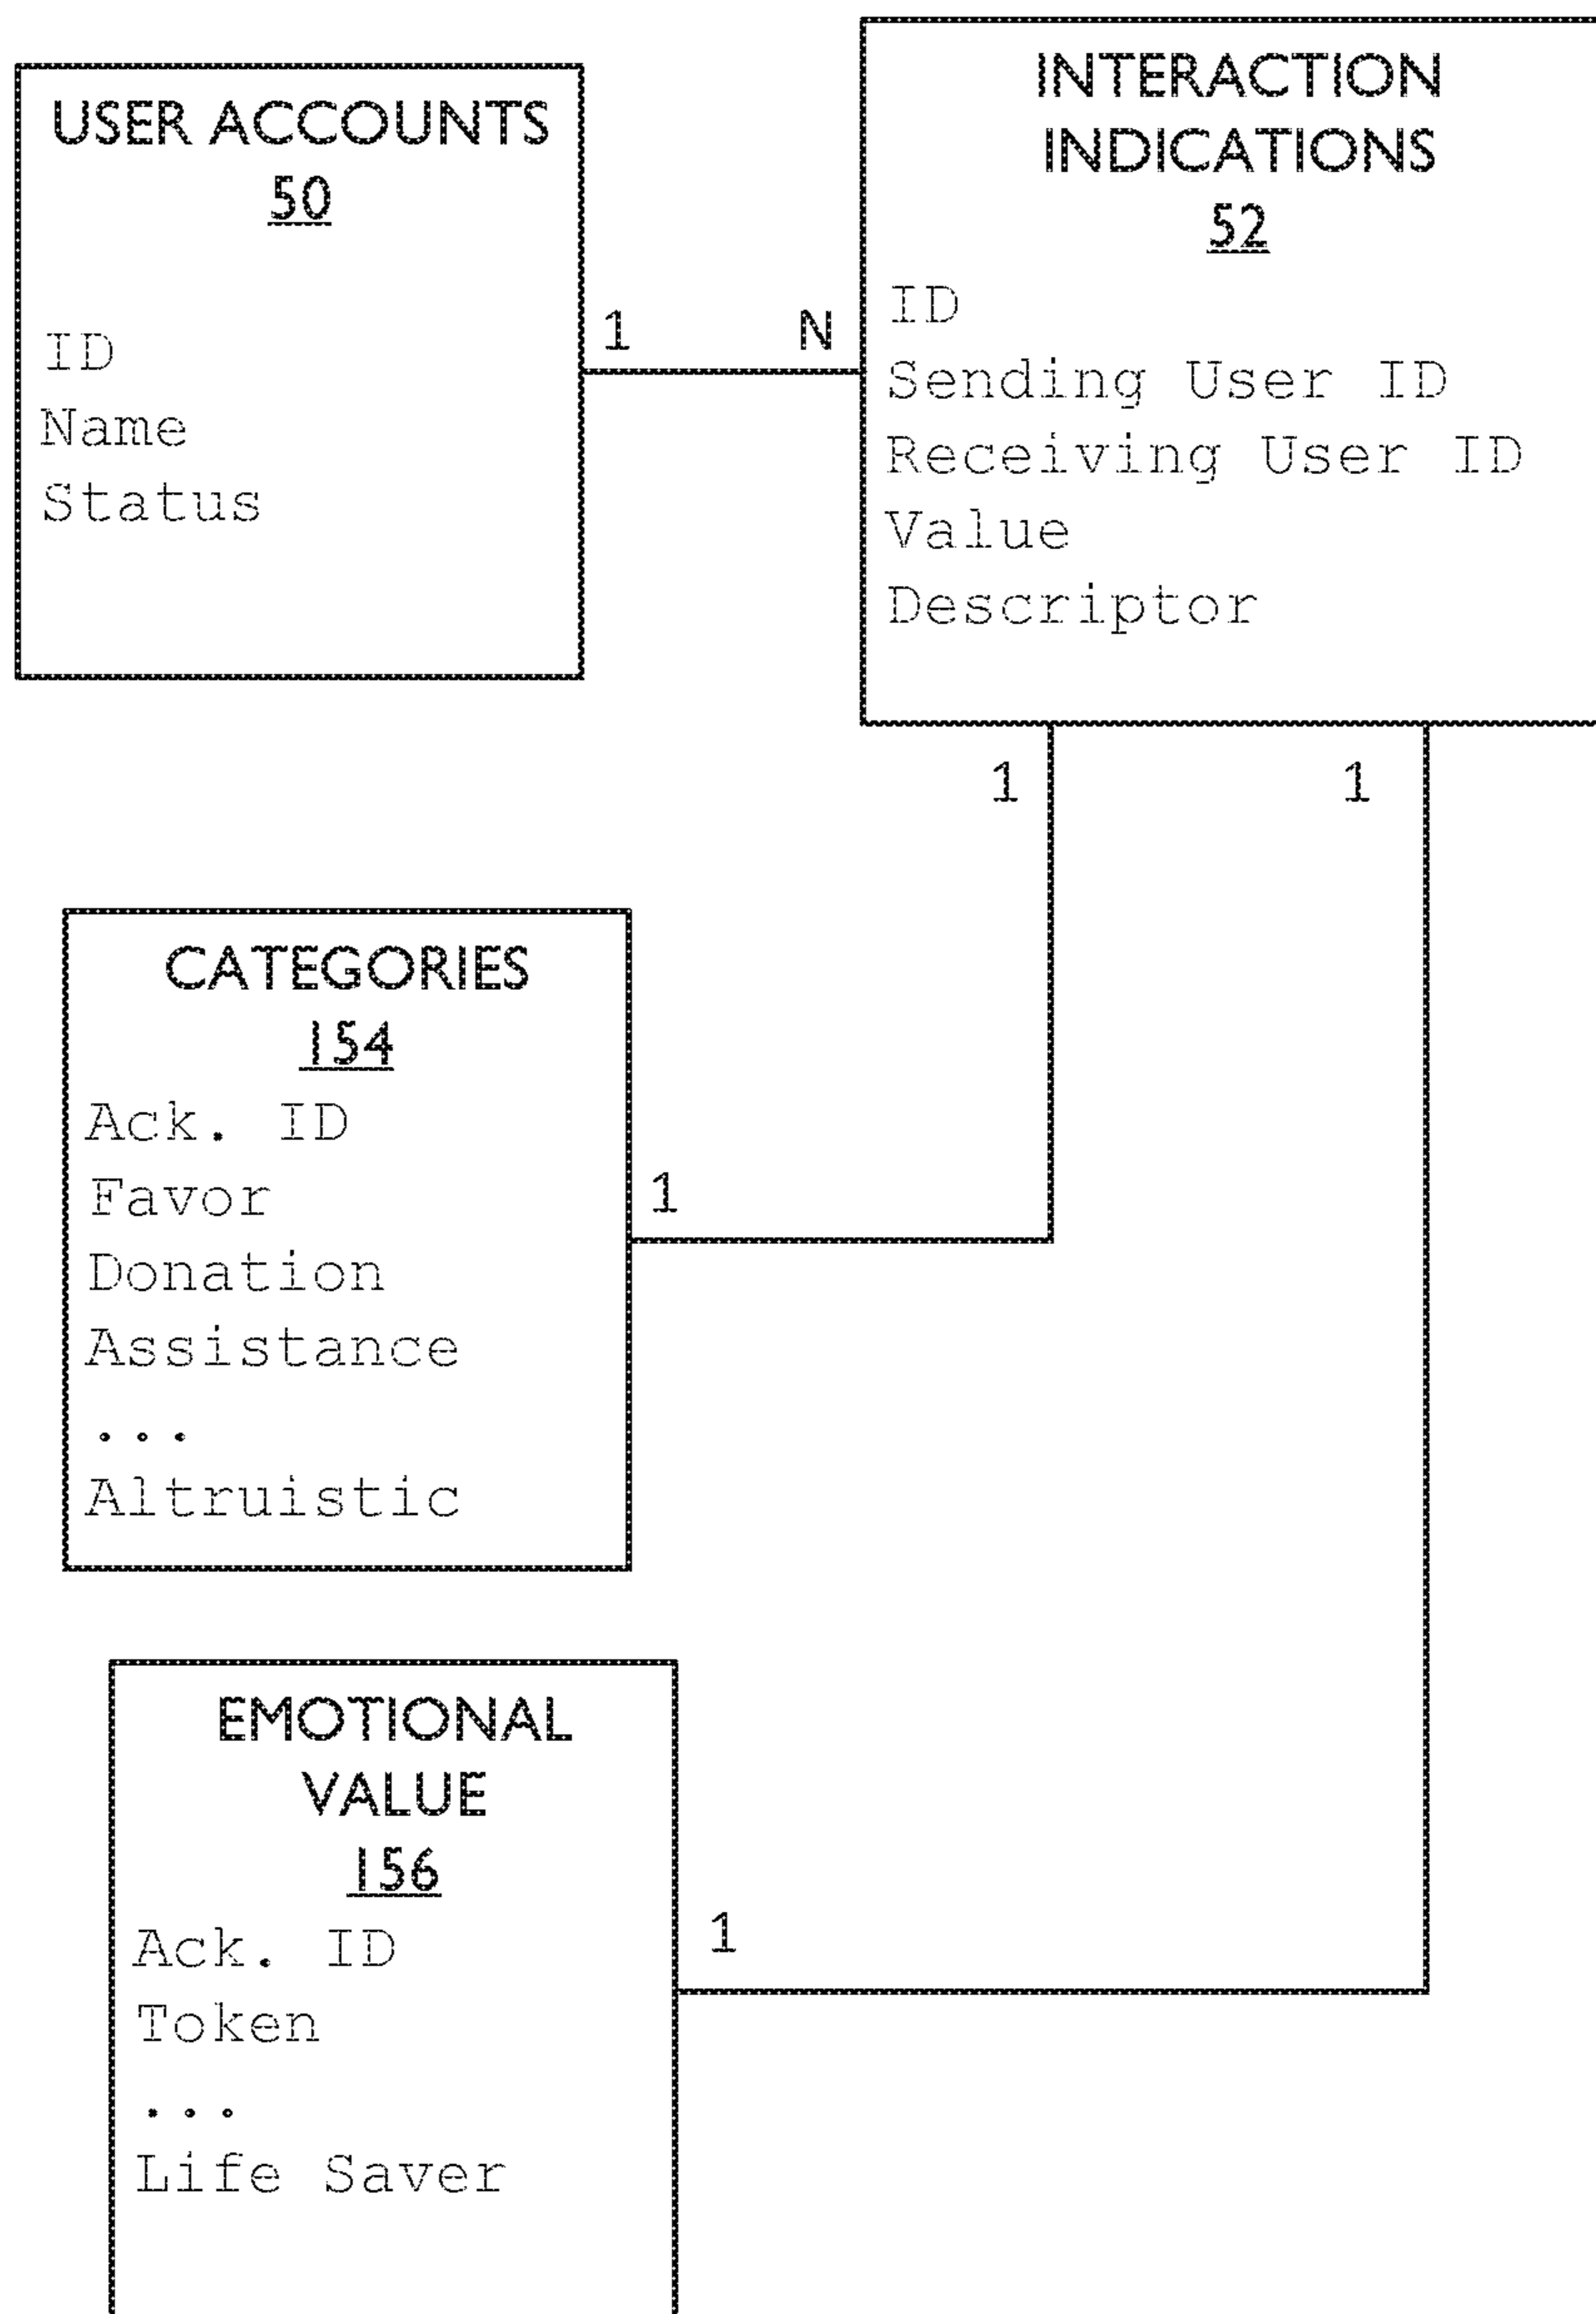 USER ACCOUNTS
50
ID
Name
Status
1
N
INTERACTION
INDICATIONS
52
ID
Sending User ID
Receiving User ID
Value
Descriptor
1
1
CATEGORIES
154
Ack. ID
Favor
Donation
Assistance
...
Altruistic
1
EMOTIONAL
VALUE
156
Ack. ID
Token
...
Life Saver
1